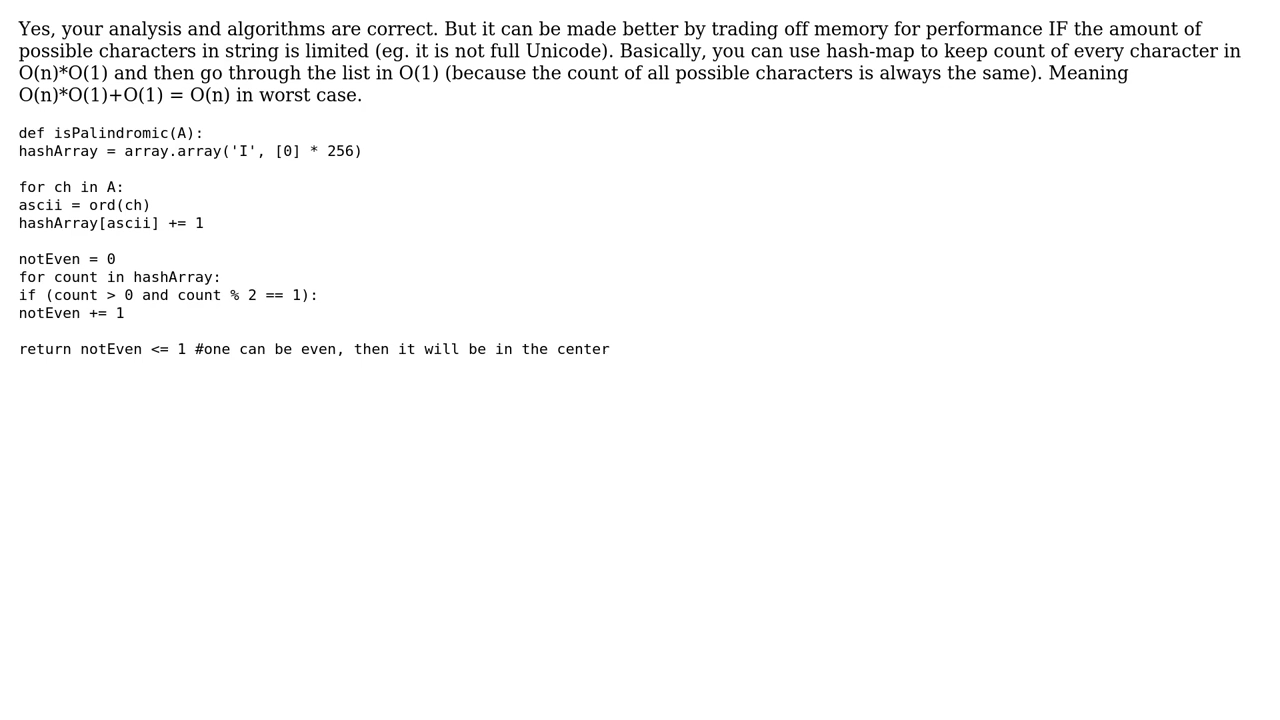 Yes, your analysis and algorithms are correct. But it can be made better by trading off memory for performance IF the amount of
possible characters in string is limited (eg. it is not full Unicode). Basically, you can use hash-map to keep count of every character in
O(n)*O(1) and then go through the list in O(1) (because the count of all possible characters is always the same). Meaning
O(n)*O(1)+O(1) = O(n) in worst case.
def isPalindromic(A):
hashArray = array.array('I', [0] * 256)
for ch in A:
ascii = ord(ch)
hashArray[ascii] += 1
notEven = 0
for count in hashArray:
if (count > 0 and count % 2 == 1):
notEven += 1
return notEven <= 1 #one can be even, then it will be in the center